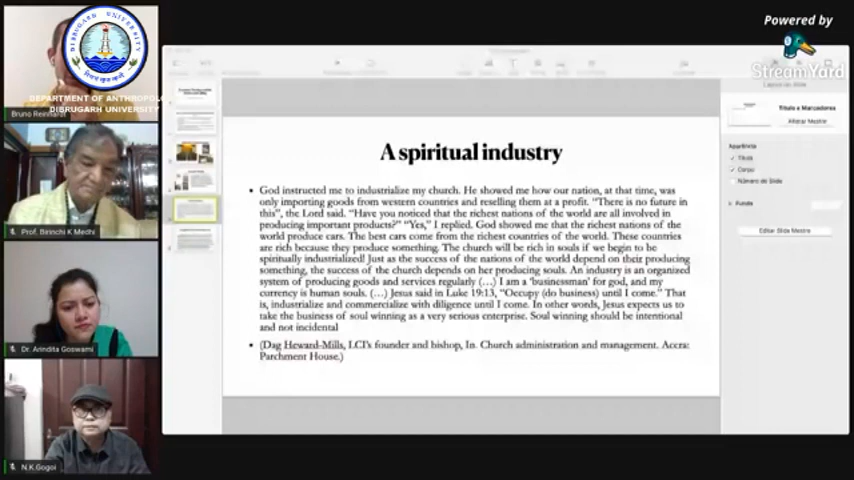 Powered by
StreamYard
DIBRUGARH UNIVERSITY
DEPARTMENT OF ANTHROPOLO
DIBRUGARH UNIVERSITY
Bruno Reinhardt
Prof. Birinchi K Medhi
Dr. Arindita Goswami
N.K.Gogoi
A spiritual industry
• God instructed me to industrialize my church. He showed me how our nation, at that time, was
only importing goods from western countries and reselling them at a profit. “There is no future in
this”, the Lord said. “Have you noticed that the richest nations of the world are all involved in
producing important products?” “Yes,” I replied. God showed me that the richest nations of the
world produce cars. The best cars come from the richest countries of the world. These countries
are rich because they produce something. The church will be rich in souls if we begin to be
spiritually industrialized! Just as the success of the nations of the world depend on their producing
something, the success of the church depends on her producing souls. An industry is an organized
system of producing goods and services regularly (…) I am a ‘businessman’ for god, and my
currency is human souls. (…) Jesus said in Luke 19:13, “Occupy (do business) until I come.” That
is, industrialize and commercialize with diligence until I come. In other words, Jesus expects us to
take the business of soul winning as a very serious enterprise. Soul winning should be intentional
and not incidental
• (Dag Heward-Mills, LCI’s founder and bishop, In. Church administration and management. Accra:
Parchment House.)
Título e Marcadores
Alterar Mestre
Aparência
Título
Corpo
Número do Slide
Fundo
Editar Slide Mestre